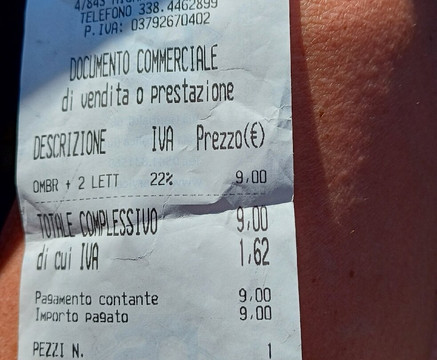 TELEFONO 338.4462899
P.IVA: 03792670402
DOCUMENTO COMMERCIALE
di vendita o prestazione
DESCRIZIONE IVA Prezzo(€)
OMBR + 2 LETT 22% 9,00
TOTALE COMPLESSIVO 9,00
di cui IVA 1,62
Pagamento contante 9,00
Importo pagato 9,00
PEZZI N. 1